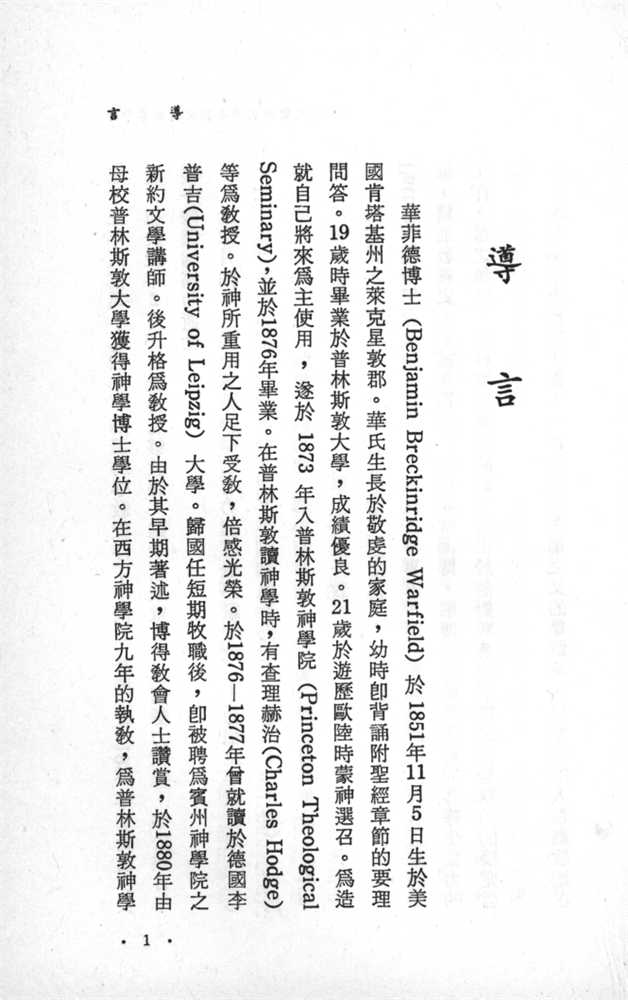 導言
導言
華菲德博士 (Benjamin Breckinridge Warfield) 於1851年11月5日生於美
國肯塔基州之萊克星敦郡。華氏生長於敬虔的家庭，幼時卽背誦附聖經章節的要理
問答。19歲時畢業於普林斯敦大學，成績優良。21歲於遊歷歐陸時蒙神選召。爲造
就自己將來爲主使用，遂於 1873 年入普林斯敦神學院 (Princeton Theological
Seminary)，並於1876年畢業。在普林斯敦讀神學時，有查理赫治(Charles Hodge)
等爲敎授。於神所重用之人足下受敎，倍感光榮。於1876—1877年曾就讀於德國李
普吉(University of Leipzig) 大學。歸國任短期牧職後，卽被聘爲賓州神學院之
新約文學講師。後升格爲敎授。由於其早期著述，博得敎會人士讚賞，於1880年由
母校普林斯敦大學獲得神學博士學位。在西方神學院九年的執敎，爲普林斯敦神學
· 1 ·